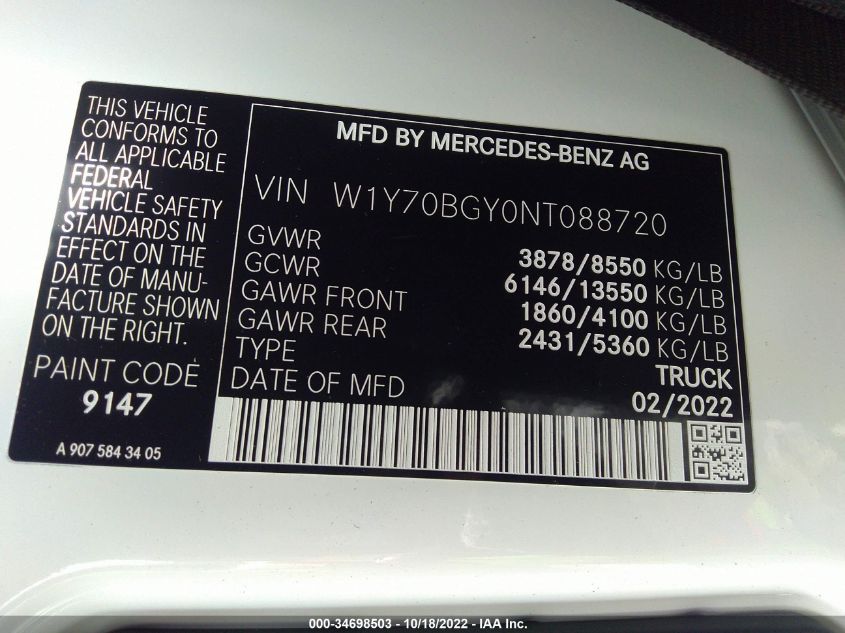 THIS VEHICLE
CONFORMS TO
ALL APPLICABLE
FEDERAL
VEHICLE SAFETY
STANDARDS IN
EFFECT ON THE
DATE OF MANU-
FACTURE SHOWN
ON THE RIGHT.
PAINT CODE
9147
A 907 584 34 05
MFD BY MERCEDES-BENZ AG
VIN W1Y70BGY0NT088720
GVWR 3878/8550 KG/LB
GCWR 6146/13550 KG/LB
GAWR FRONT 1860/4100 KG/LB
GAWR REAR 2431/5360 KG/LB
TYPE TRUCK
DATE OF MFD 02/2022
000-34698503 - 10/18/2022 - IAA Inc.